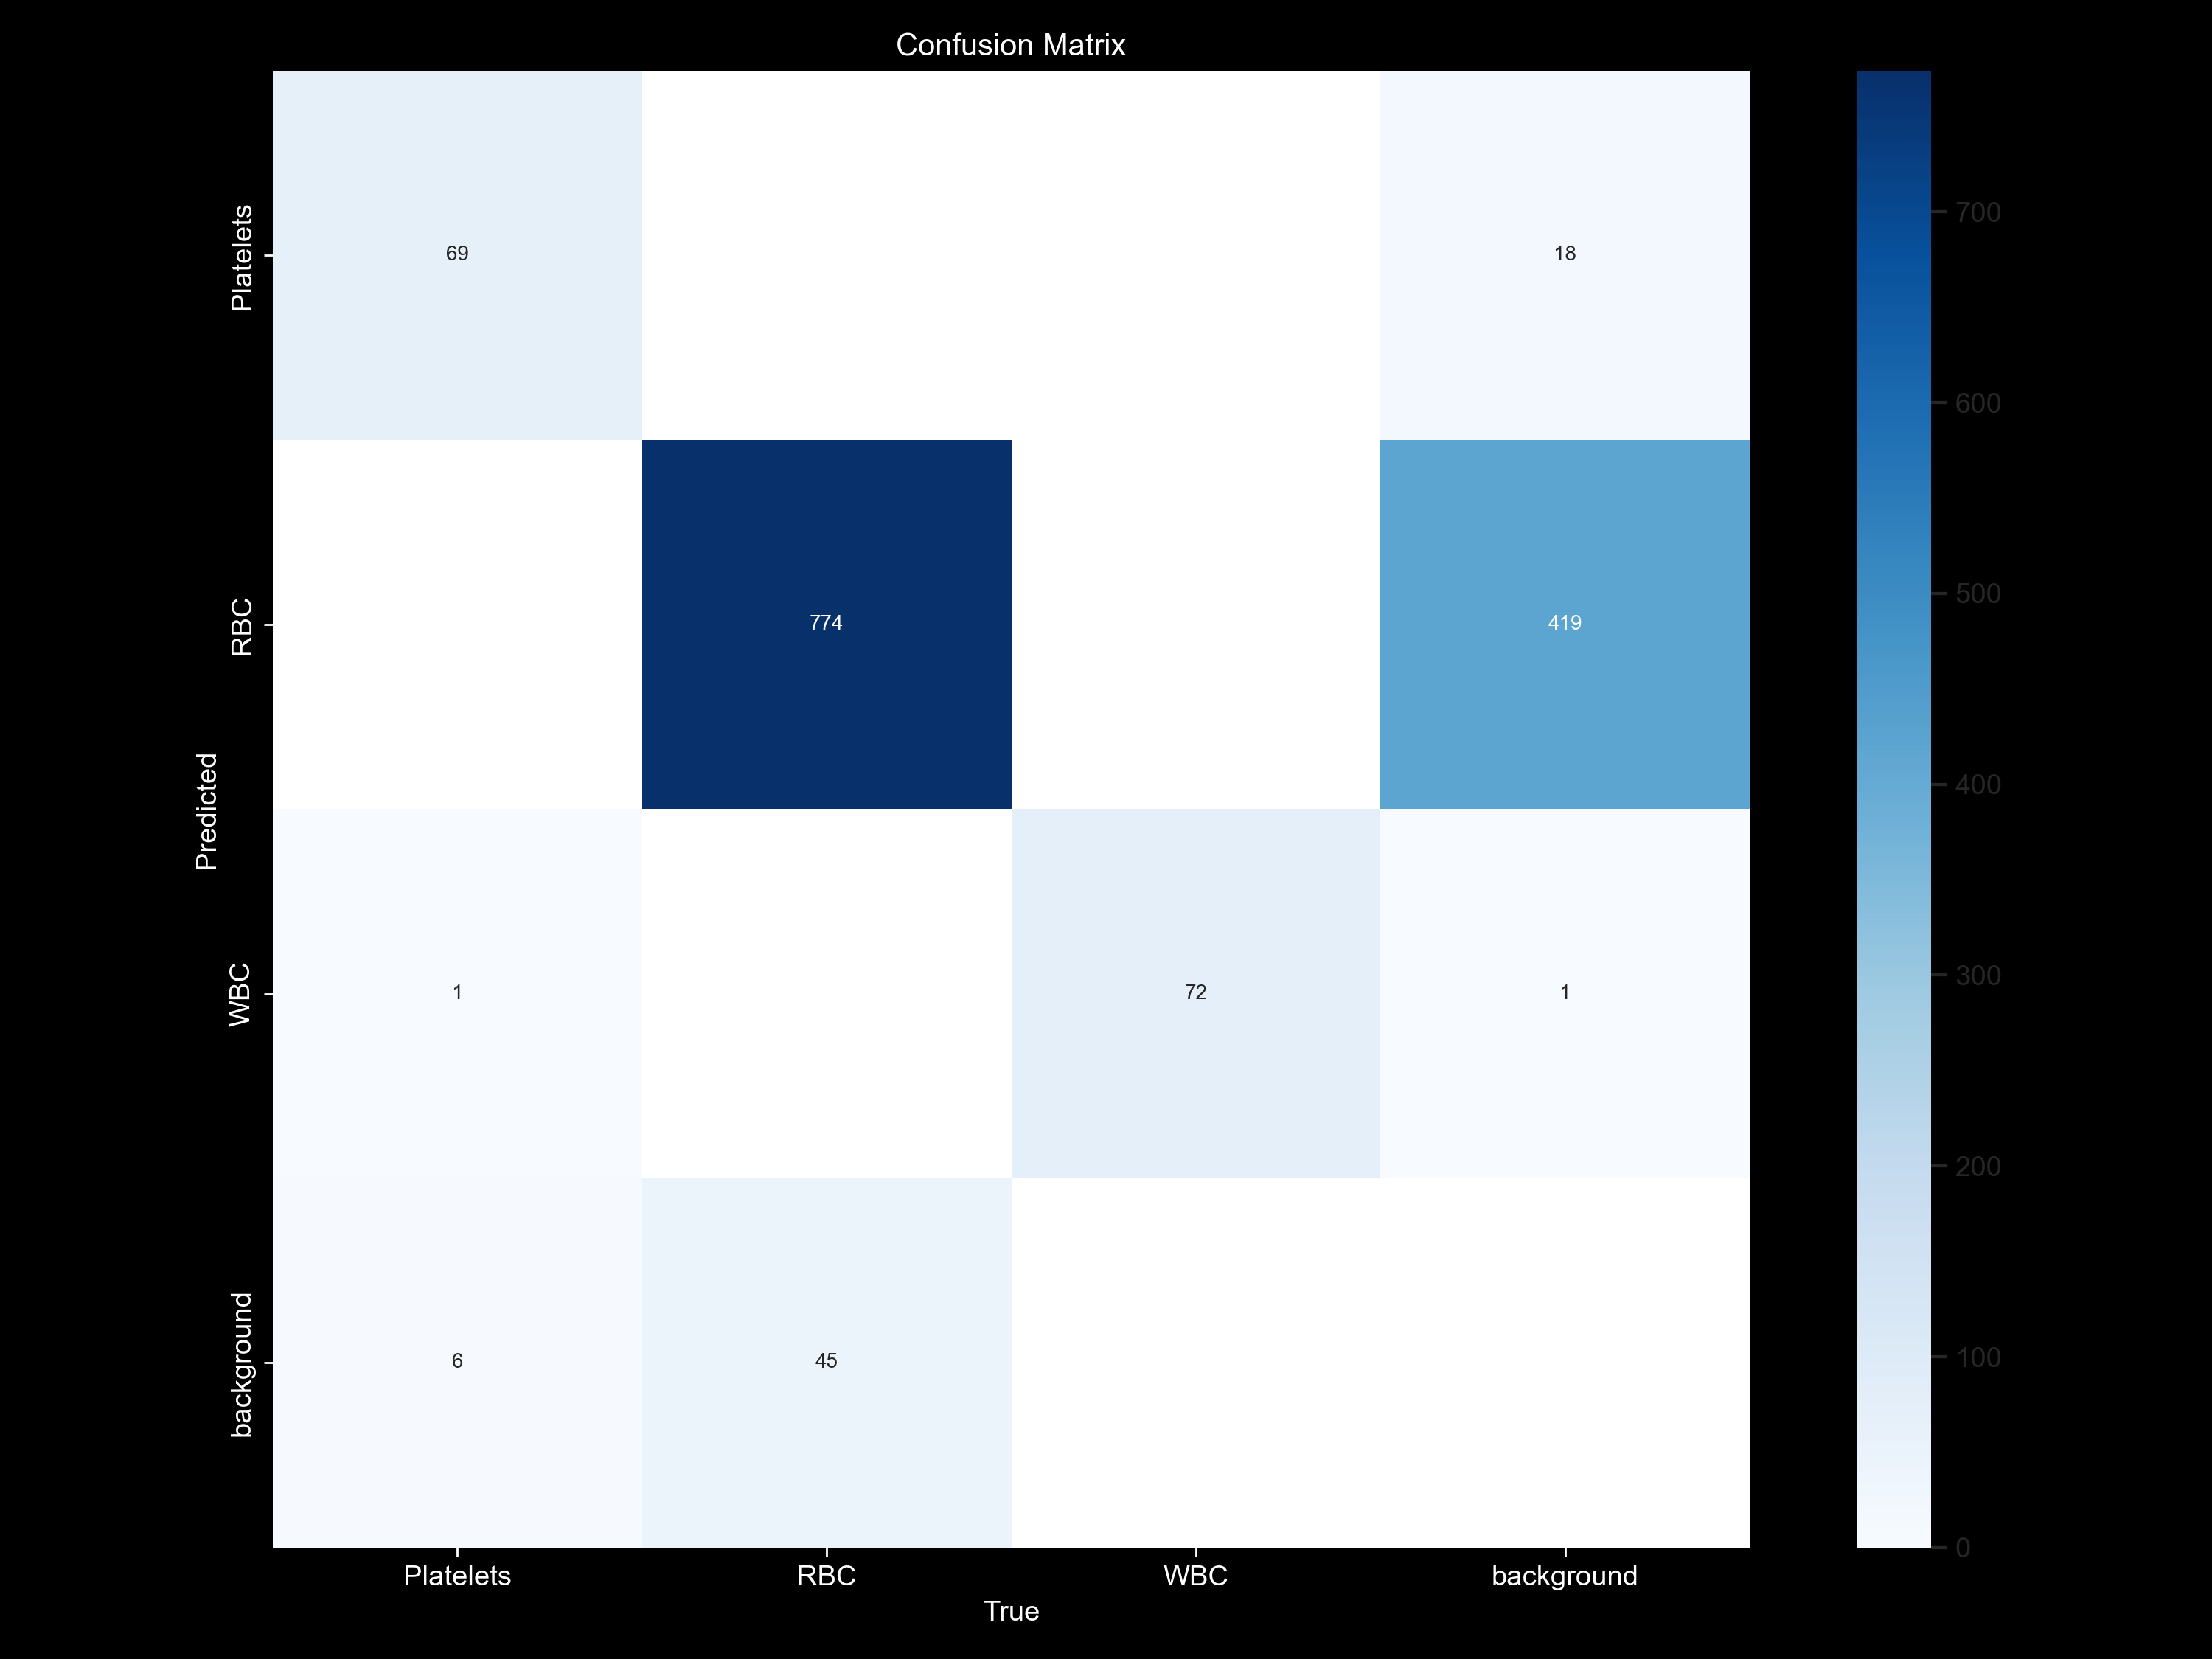 Confusion Matrix
Platelets
69
18
700
600
RBC
774
419
500
400
Predicted
WBC
1
72
1
300
200
background
6
45
100
0
Platelets
RBC
WBC
background
True